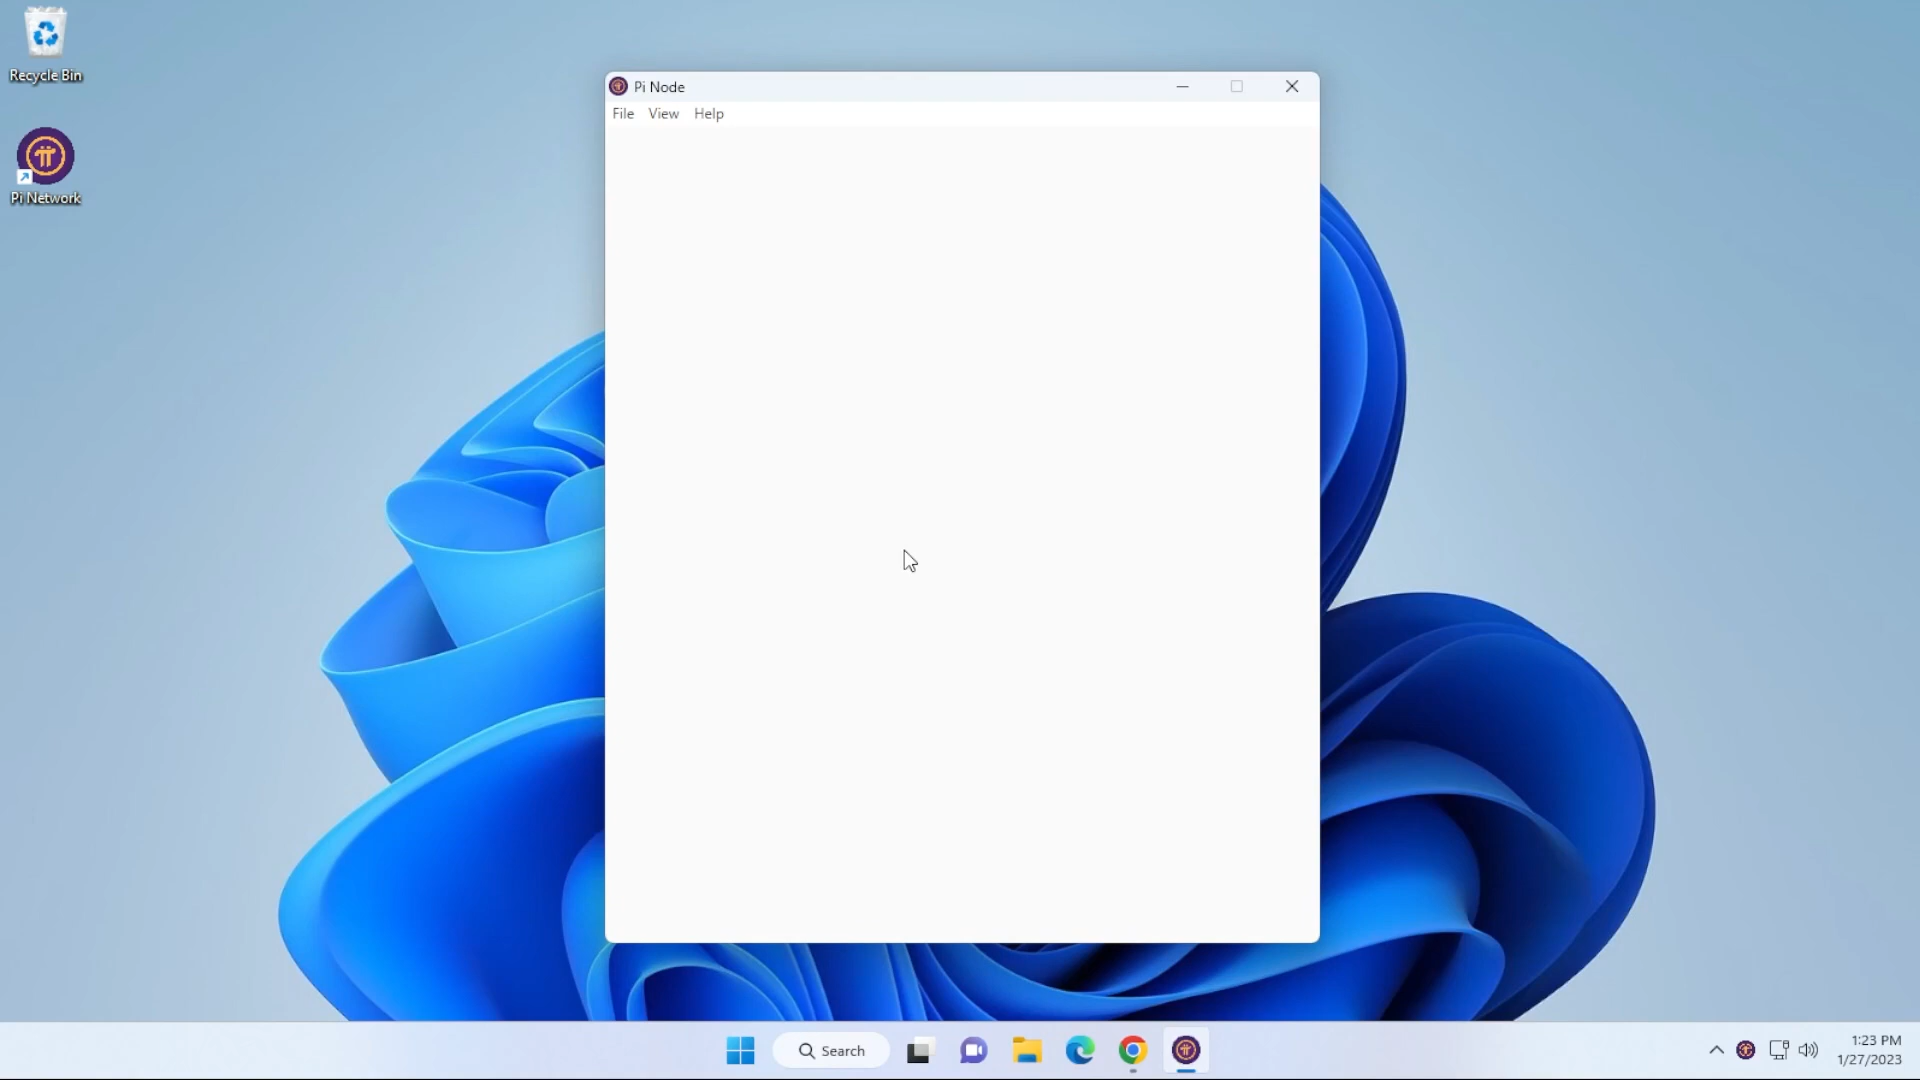 Recycle Bin
Pi Network
Pi Node
File View Help
Search
1:23 PM
1/27/2023